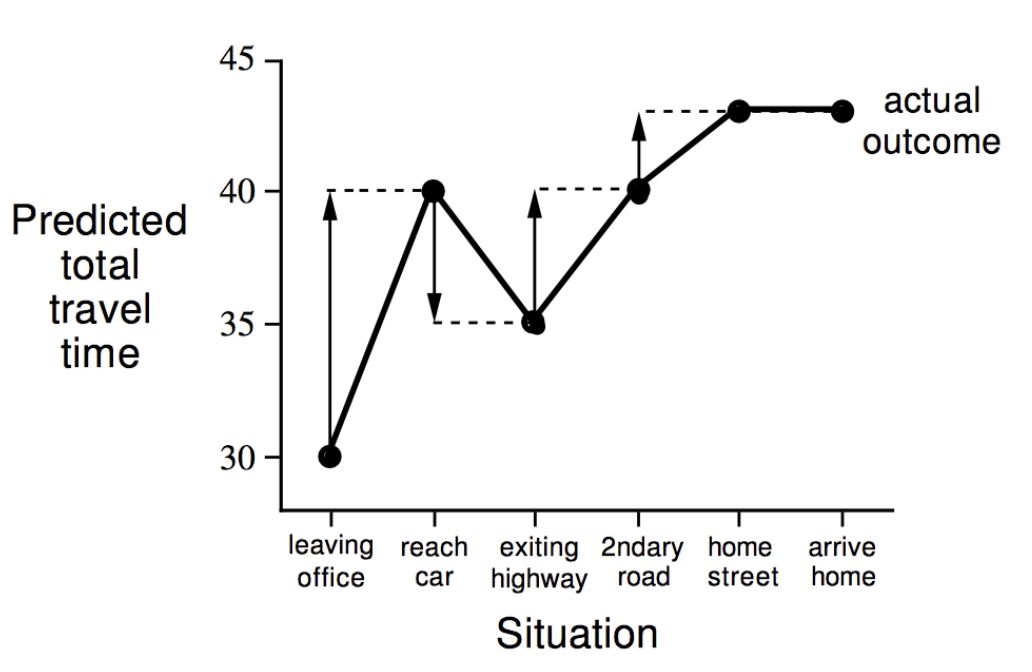 45
40
35
30
Predicted
total
travel
time
actual
outcome
leaving
office
reach
car
exiting
highway
2ndary
road
home
street
arrive
home
Situation